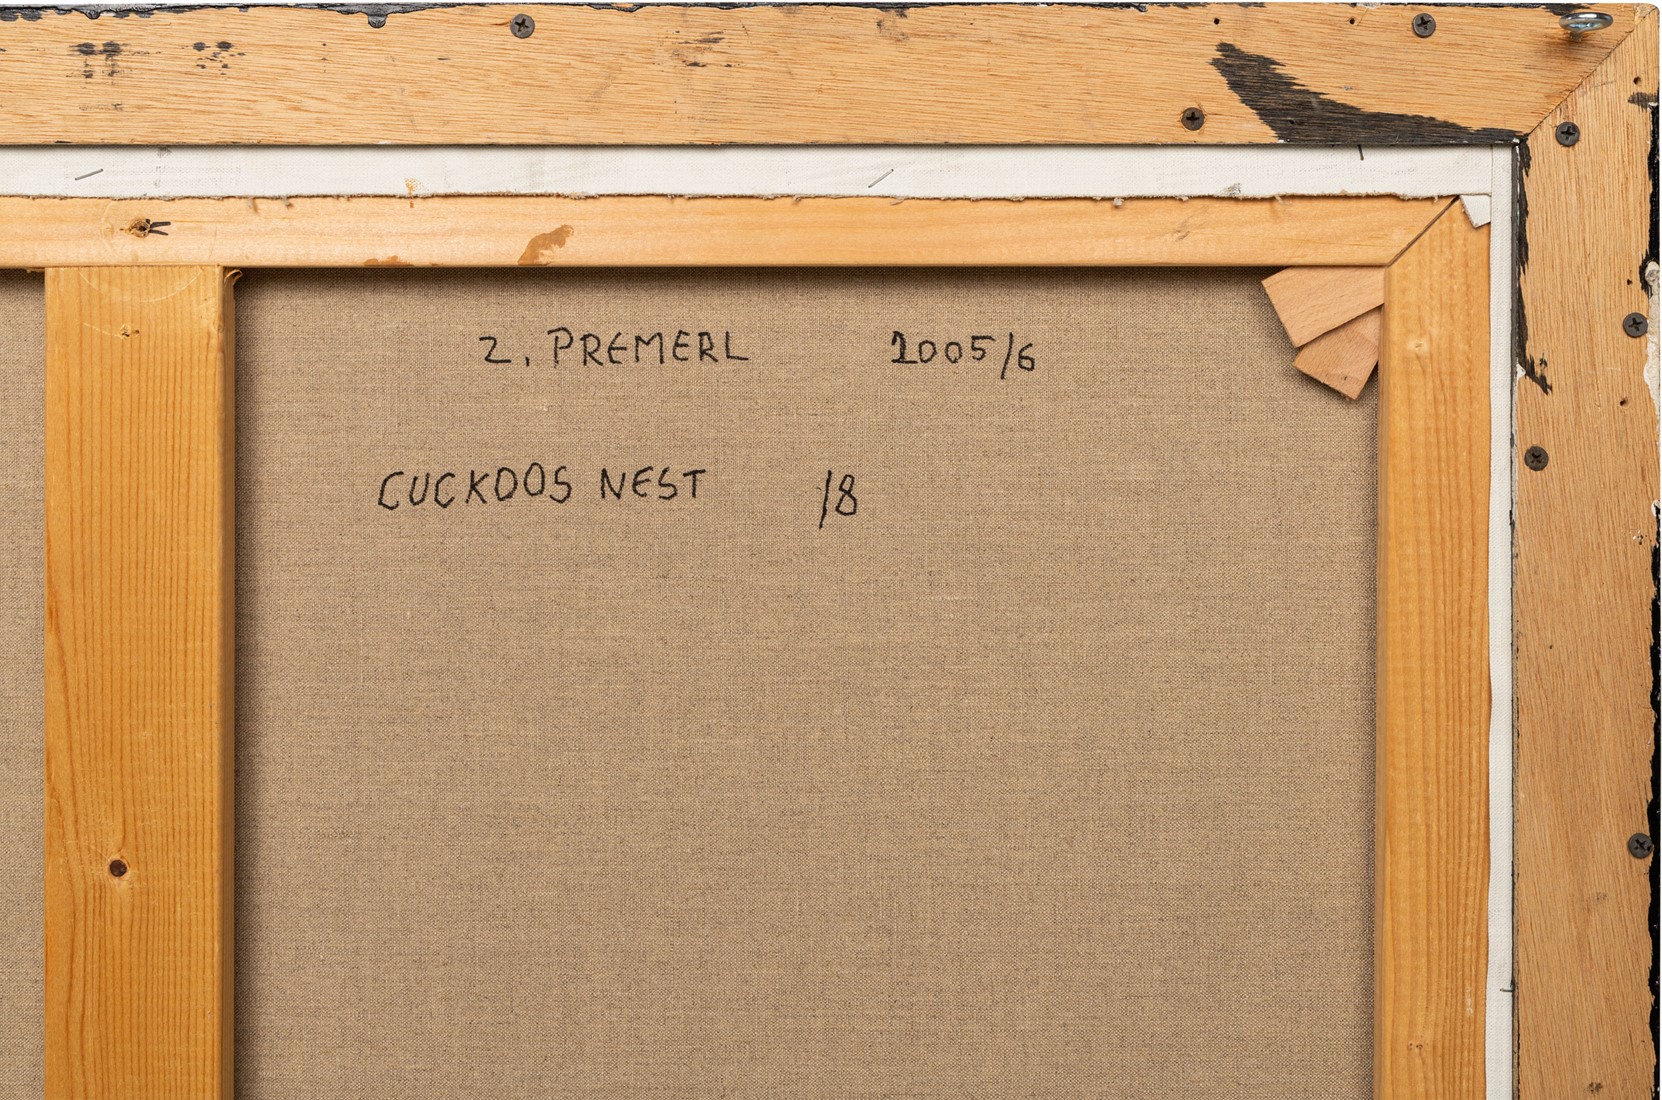 Z. PREMERL 2005/6
CUCKOOS NEST /8